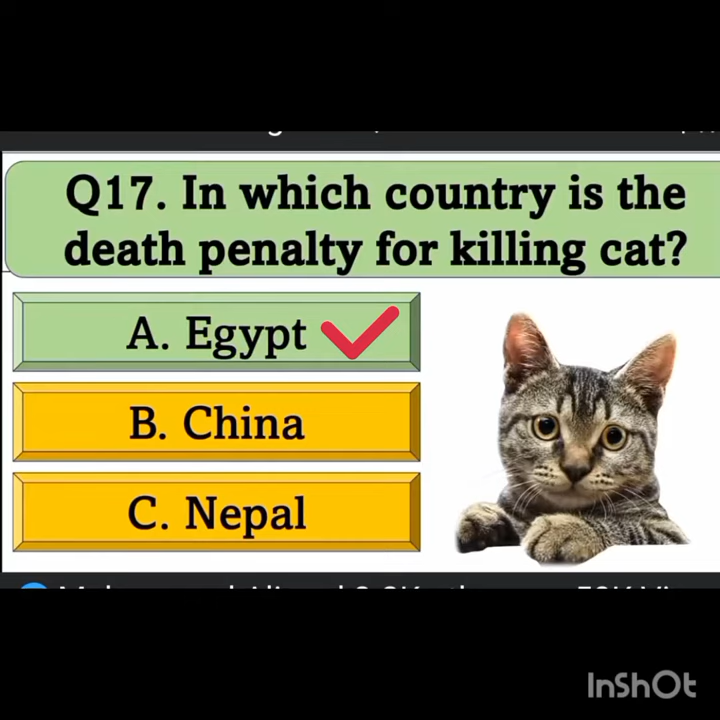 Q17. In which country is the
death penalty for killing cat?
A. Egypt
B. China
C. Nepal
InShOt